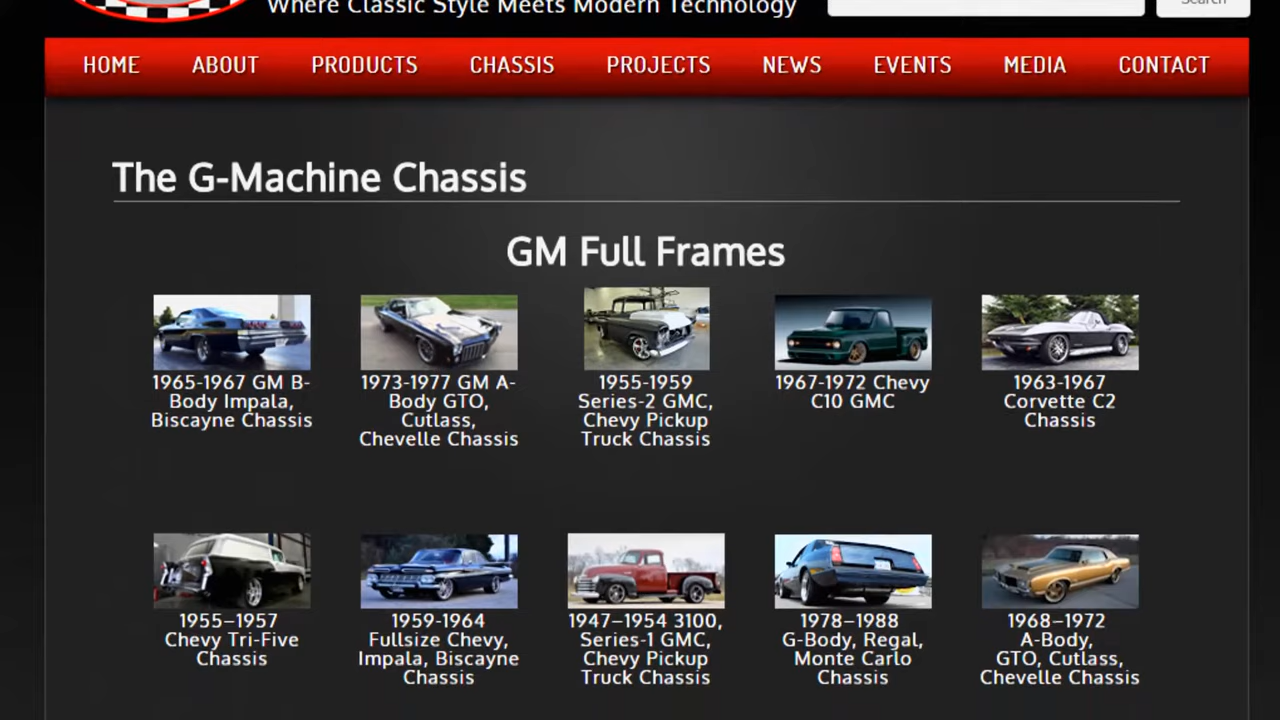 Where Classic Style Meets Modern Technology
Search
HOME ABOUT PRODUCTS CHASSIS PROJECTS NEWS EVENTS MEDIA CONTACT
The G-Machine Chassis
GM Full Frames
1965-1967 GM B-
Body Impala,
Biscayne Chassis
1973-1977 GM A-
Body GTO,
Cutlass,
Chevelle Chassis
1955-1959
Series-2 GMC,
Chevy Pickup
Truck Chassis
1967-1972 Chevy
C10 GMC
1963-1967
Corvette C2
Chassis
1955–1957
Chevy Tri-Five
Chassis
1959-1964
Fullsize Chevy,
Impala, Biscayne
Chassis
1947–1954 3100,
Series-1 GMC,
Chevy Pickup
Truck Chassis
1978–1988
G-Body, Regal,
Monte Carlo
Chassis
1968–1972
A-Body,
GTO, Cutlass,
Chevelle Chassis